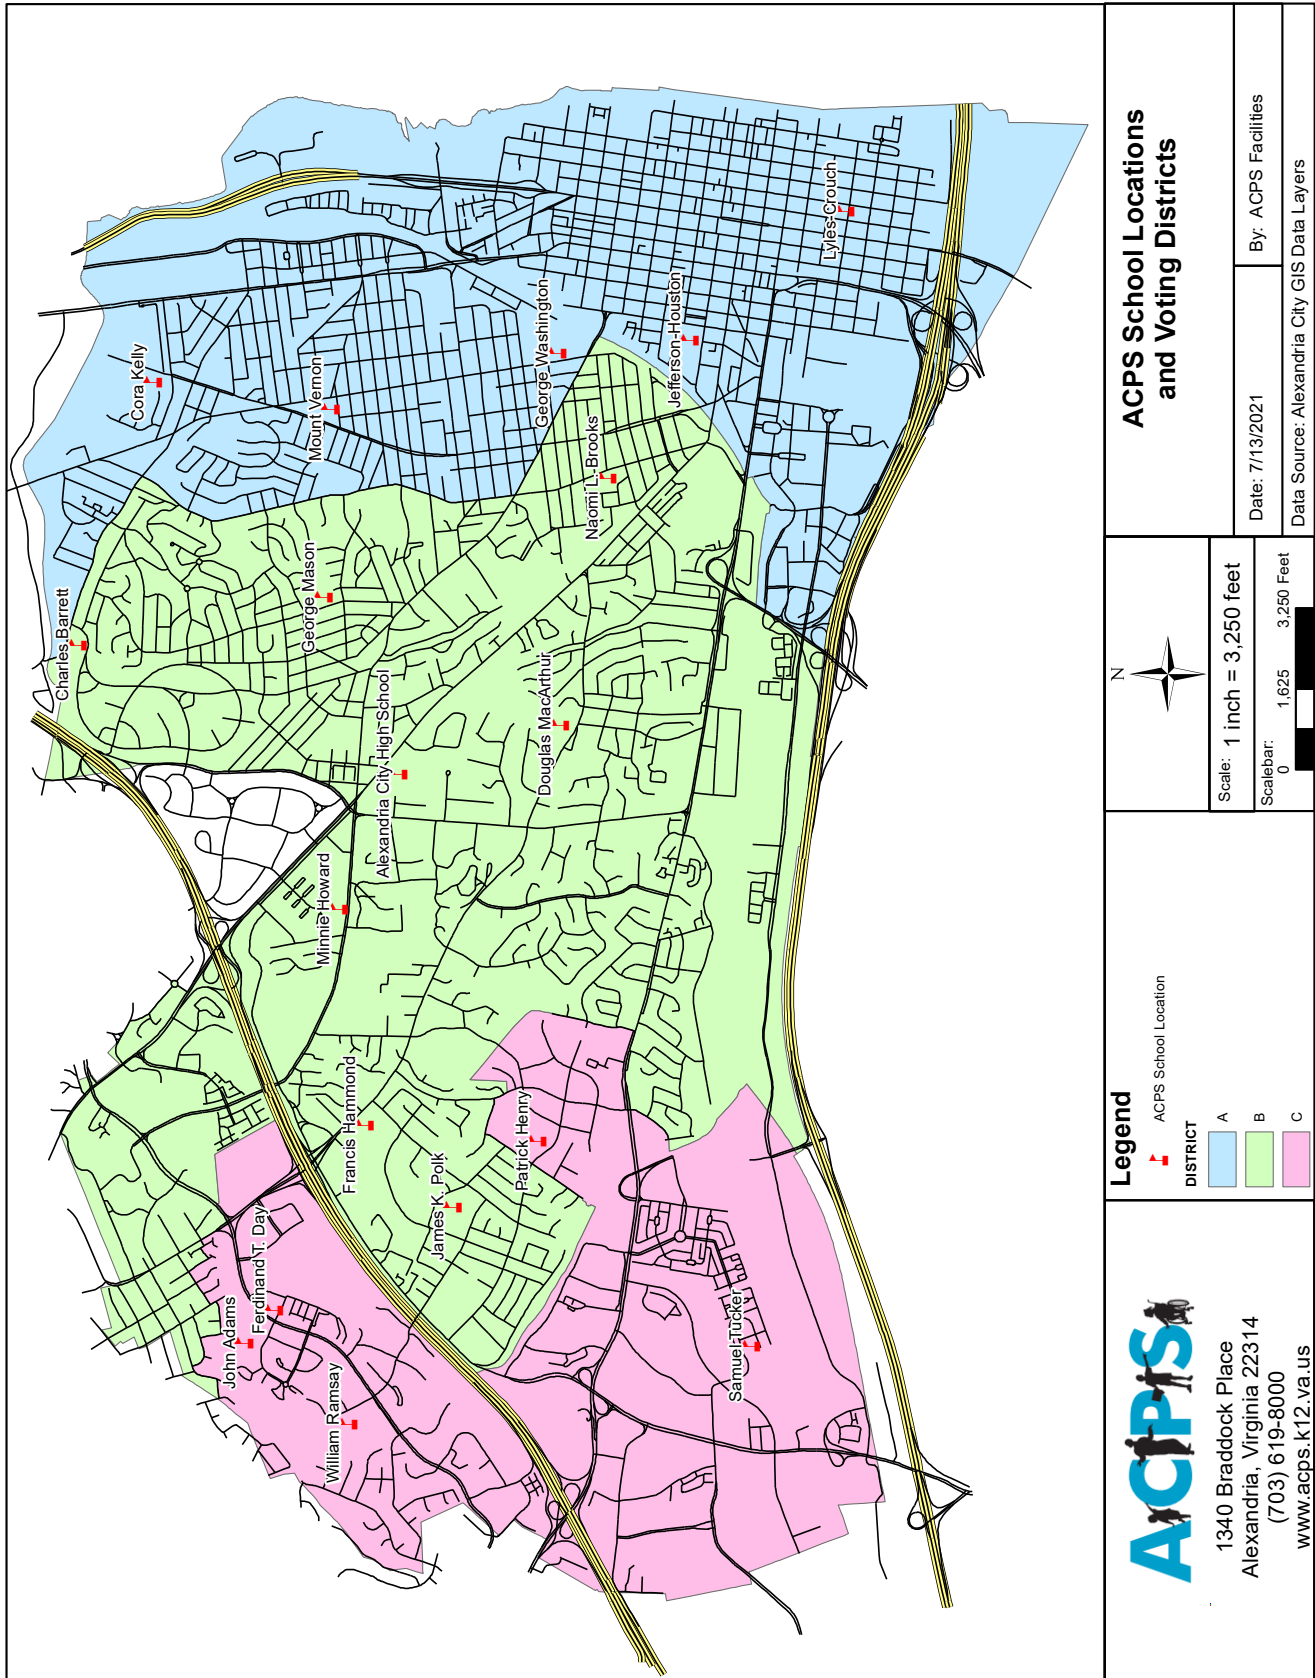 Cora Kelly
Mount Vernon
George Washington
Jefferson-Houston
Lyles-Crouch
Charles Barrett
George Mason
Naomi L. Brooks
Alexandria City High School
Douglas MacArthur
Minnie Howard
Francis Hammond
James K. Polk
Patrick Henry
John Adams
Ferdinand T. Day
William Ramsay
Samuel Tucker
ACPS
1340 Braddock Place
Alexandria, Virginia 22314
(703) 619-8000
www.acps.k12.va.us
Legend
ACPS School Location
DISTRICT
A
B
C
N
Scale: 1 inch = 3,250 feet
Scalebar:
0 1,625 3,250 Feet
ACPS School Locations
and Voting Districts
Date: 7/13/2021
By: ACPS Facilities
Data Source: Alexandria City GIS Data Layers